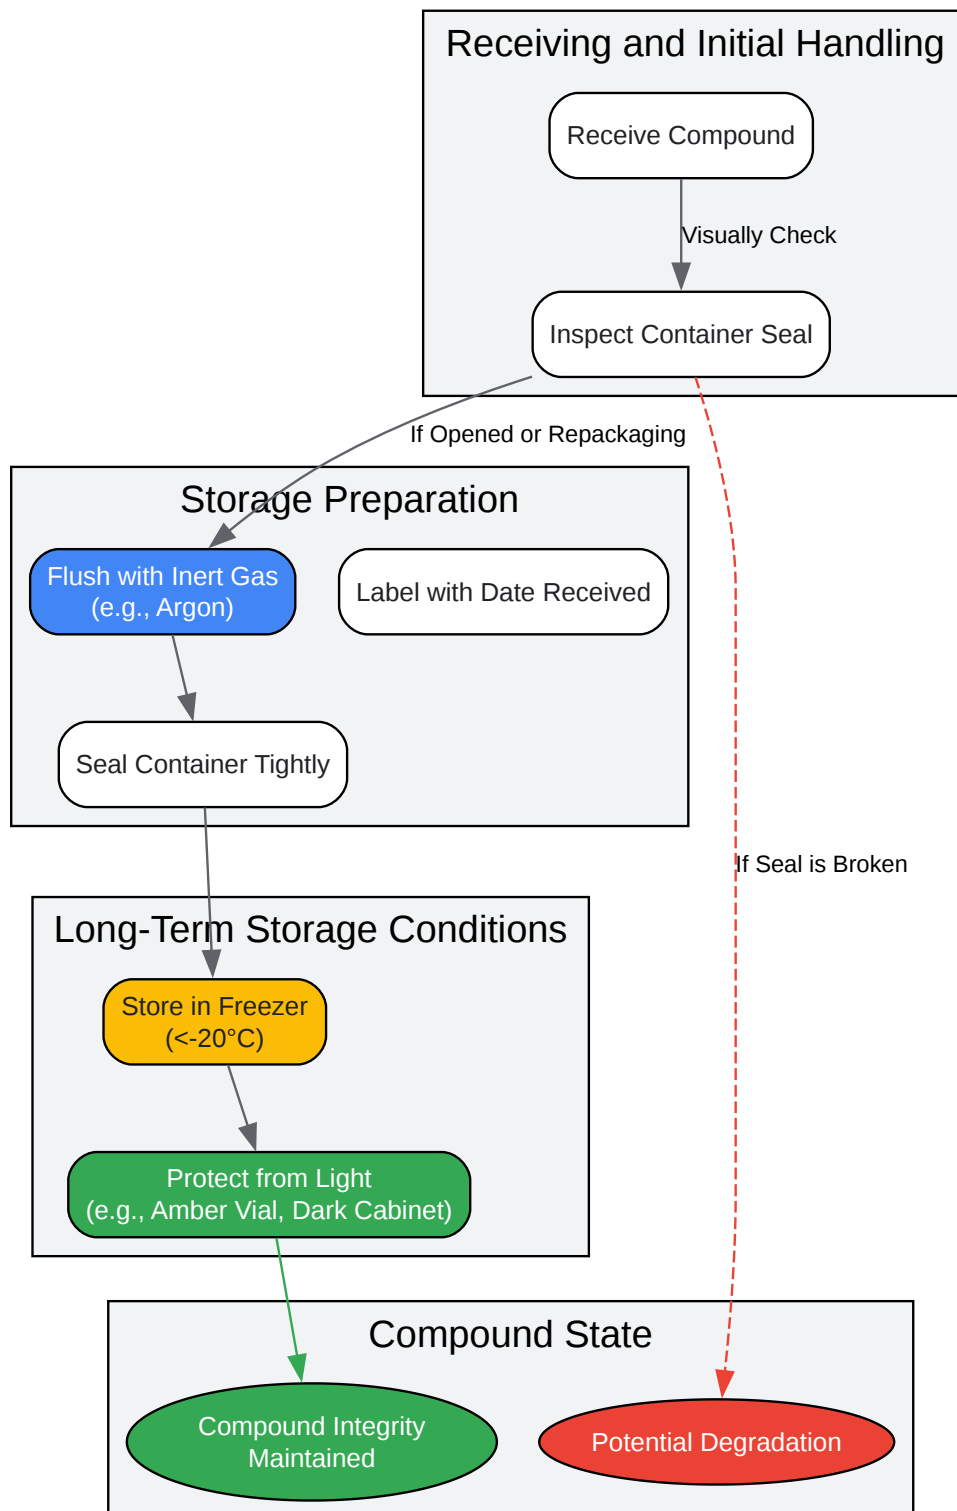 Receiving and Initial Handling
Receive Compound
Visually Check
Inspect Container Seal
If Opened or Repackaging
Storage Preparation
Flush with Inert Gas
(e.g., Argon)
Label with Date Received
Seal Container Tightly
If Seal is Broken
Long-Term Storage Conditions
Store in Freezer
(<-20°C)
Protect from Light
(e.g., Amber Vial, Dark Cabinet)
Compound State
Compound Integrity
Maintained
Potential Degradation